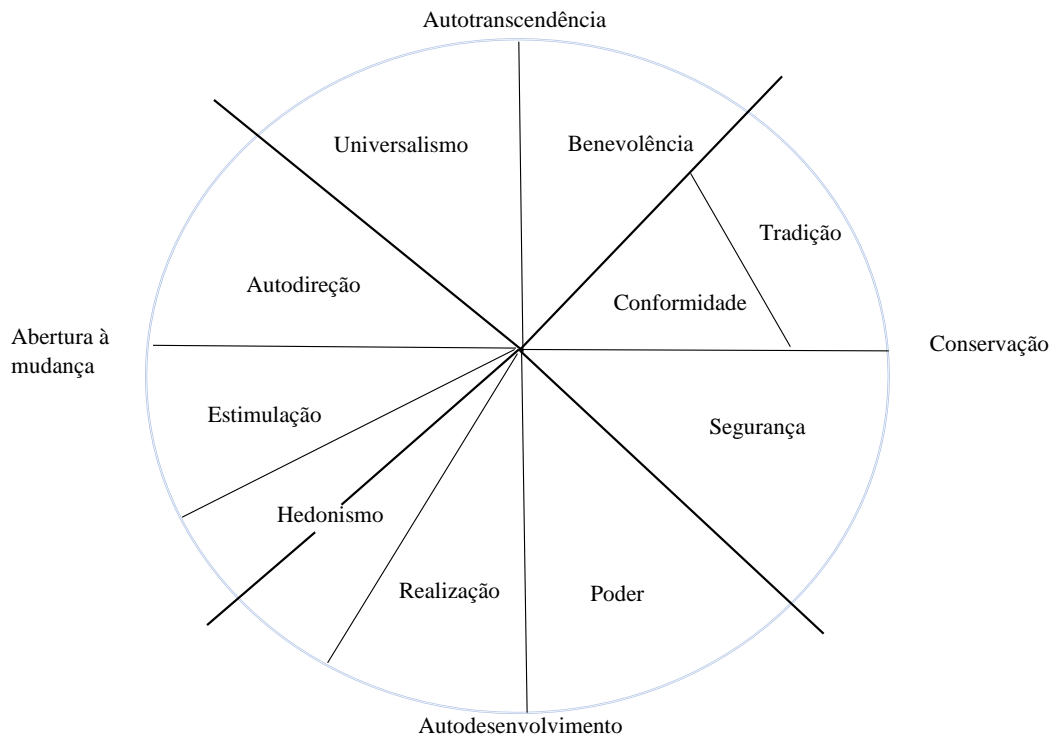 Autotranscendência
Universalismo
Benevolência
Tradição
Autodireção
Conformidade
Abertura à
mudança
Conservação
Estimulação
Segurança
Hedonismo
Realização
Poder
Autodesenvolvimento